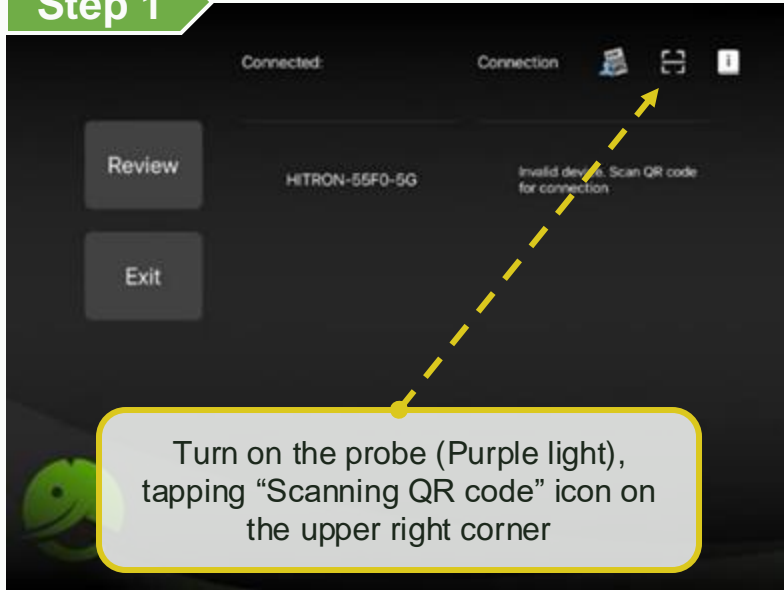 Step 1
Connected:
Connection
Review
HITRON-55F0-5G
Invalid device. Scan QR code
for connection
Exit
Turn on the probe (Purple light),
tapping “Scanning QR code” icon on
the upper right corner